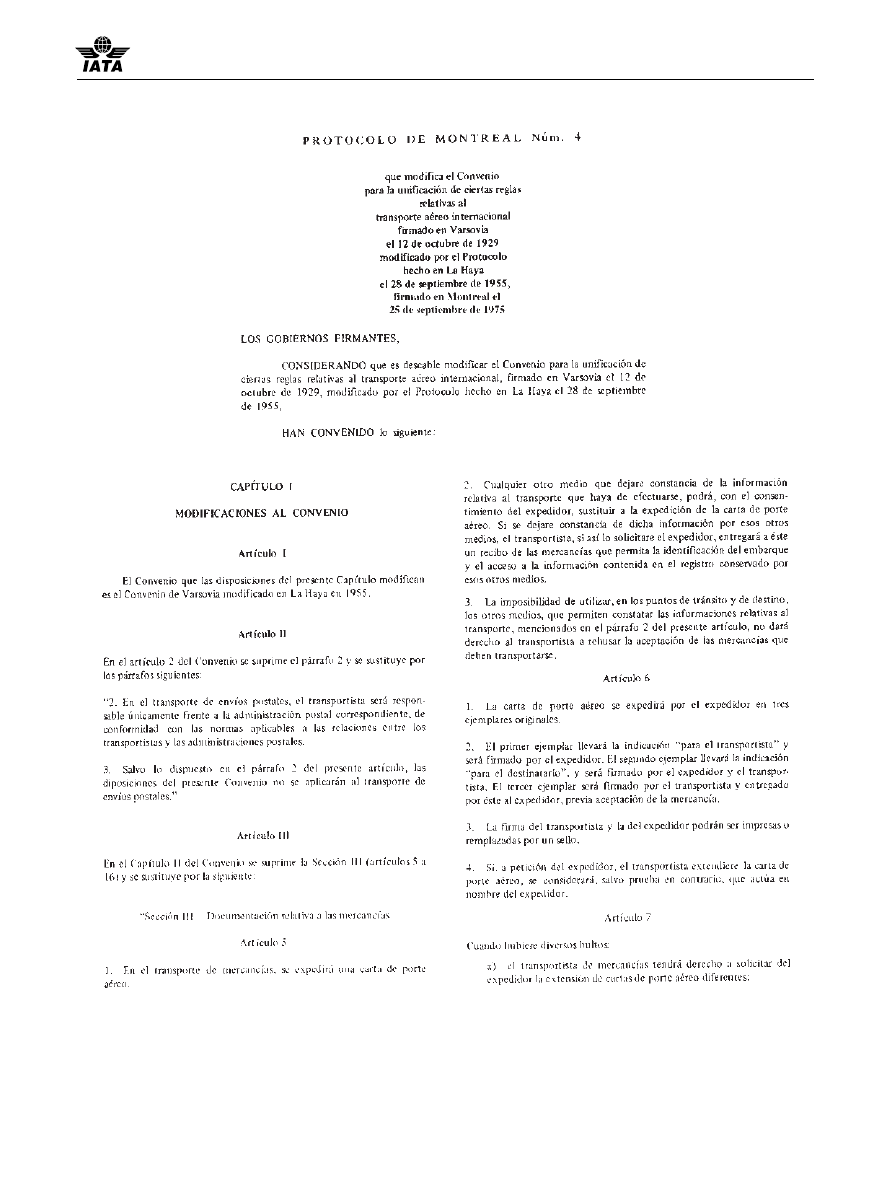 IATA
PROTOCOLO DE MONTREAL Núm. 4
que modifica el Convenio
para la unificación de ciertas reglas
relativas al
transporte aéreo internacional
firmado en Varsovia
el 12 de octubre de 1929
modificado por el Protocolo
hecho en La Haya
el 28 de septiembre de 1955,
firmado en Montreal el
25 de septiembre de 1975
LOS GOBIERNOS FIRMANTES,
CONSIDERANDO que es deseable modificar el Convenio para la unificación de
ciertas reglas relativas al transporte aéreo internacional, firmado en Varsovia el 12 de
octubre de 1929, modificado por el Protocolo hecho en La Haya el 28 de septiembre
de 1955,
HAN CONVENIDO lo siguiente:
CAPÍTULO I
MODIFICACIONES AL CONVENIO
Artículo I
El Convenio que las disposiciones del presente Capítulo modifican
es el Convenio de Varsovia modificado en La Haya en 1955.
Artículo II
En el artículo 2 del Convenio se suprime el párrafo 2 y se sustituye por
los párrafos siguientes:
"2. En el transporte de envíos postales, el transportista será respon-
sable únicamente frente a la administración postal correspondiente, de
conformidad con las normas aplicables a las relaciones entre los
transportistas y las administraciones postales.
3. Salvo lo dispuesto en el párrafo 2 del presente artículo, las
diposiciones del presente Convenio no se aplicarán al transporte de
envíos postales."
Artículo III
En el Capítulo II del Convenio se suprime la Sección III (artículos 5 a
16) y se sustituye por la siguiente:
"Sección III – Documentación relativa a las mercancías
Artículo 5
1. En el transporte de mercancías, se expedirá una carta de porte
aéreo.
2. Cualquier otro medio que dejare constancia de la información
relativa al transporte que haya de efectuarse, podrá, con el consen-
timiento del expedidor, sustituir a la expedición de la carta de porte
aéreo. Si se dejare constancia de dicha información por esos otros
medios, el transportista, si así lo solicitare el expedidor, entregará a éste
un recibo de las mercancías que permita la identificación del embarque
y el acceso a la información contenida en el registro conservado por
esos otros medios.
3. La imposibilidad de utilizar, en los puntos de tránsito y de destino,
los otros medios, que permiten constatar las informaciones relativas al
transporte, mencionados en el párrafo 2 del presente artículo, no dará
derecho al transportista a rehusar la aceptación de las mercancías que
deben transportarse.
Artículo 6
1. La carta de porte aéreo se expedirá por el expedidor en tres
ejemplares originales.
2. El primer ejemplar llevará la indicación "para el transportista" y
será firmado por el expedidor. El segundo ejemplar llevará la indicación
"para el destinatario", y será firmado por el expedidor y el transpor-
tista. El tercer ejemplar será firmado por el transportista y entregado
por éste al expedidor, previa aceptación de la mercancía.
3. La firma del transportista y la del expedidor podrán ser impresas o
remplazadas por un sello.
4. Si, a petición del expedidor, el transportista extendiere la carta de
porte aéreo, se considerará, salvo prueba en contrario, que actúa en
nombre del expedidor.
Artículo 7
Cuando hubiese diversos bultos:
a) el transportista de mercancías tendrá derecho a solicitar del
expedidor la extensión de cartas de porte aéreo diferentes;